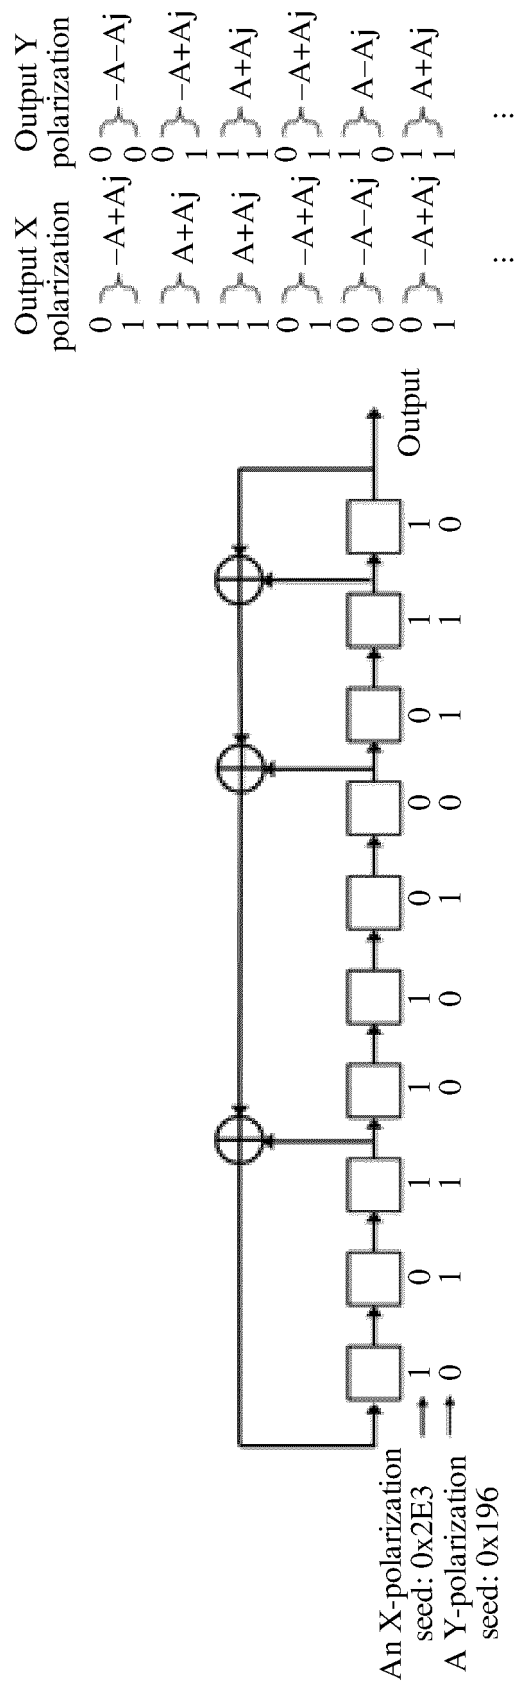 An X-polarization
seed: 0x2E3
A Y-polarization
seed: 0x196
1 0 1 1 1 0 0 0 1 1
0 1 1 0 0 1 0 1 1 0
Output
Output X
polarization
0
1
−A+Aj
1
1
A+Aj
1
1
A+Aj
0
1
−A+Aj
0
0
−A−Aj
0
1
−A+Aj
...
Output Y
polarization
0
0
−A−Aj
0
1
−A+Aj
1
1
A+Aj
0
1
−A+Aj
1
0
A−Aj
1
1
A+Aj
...